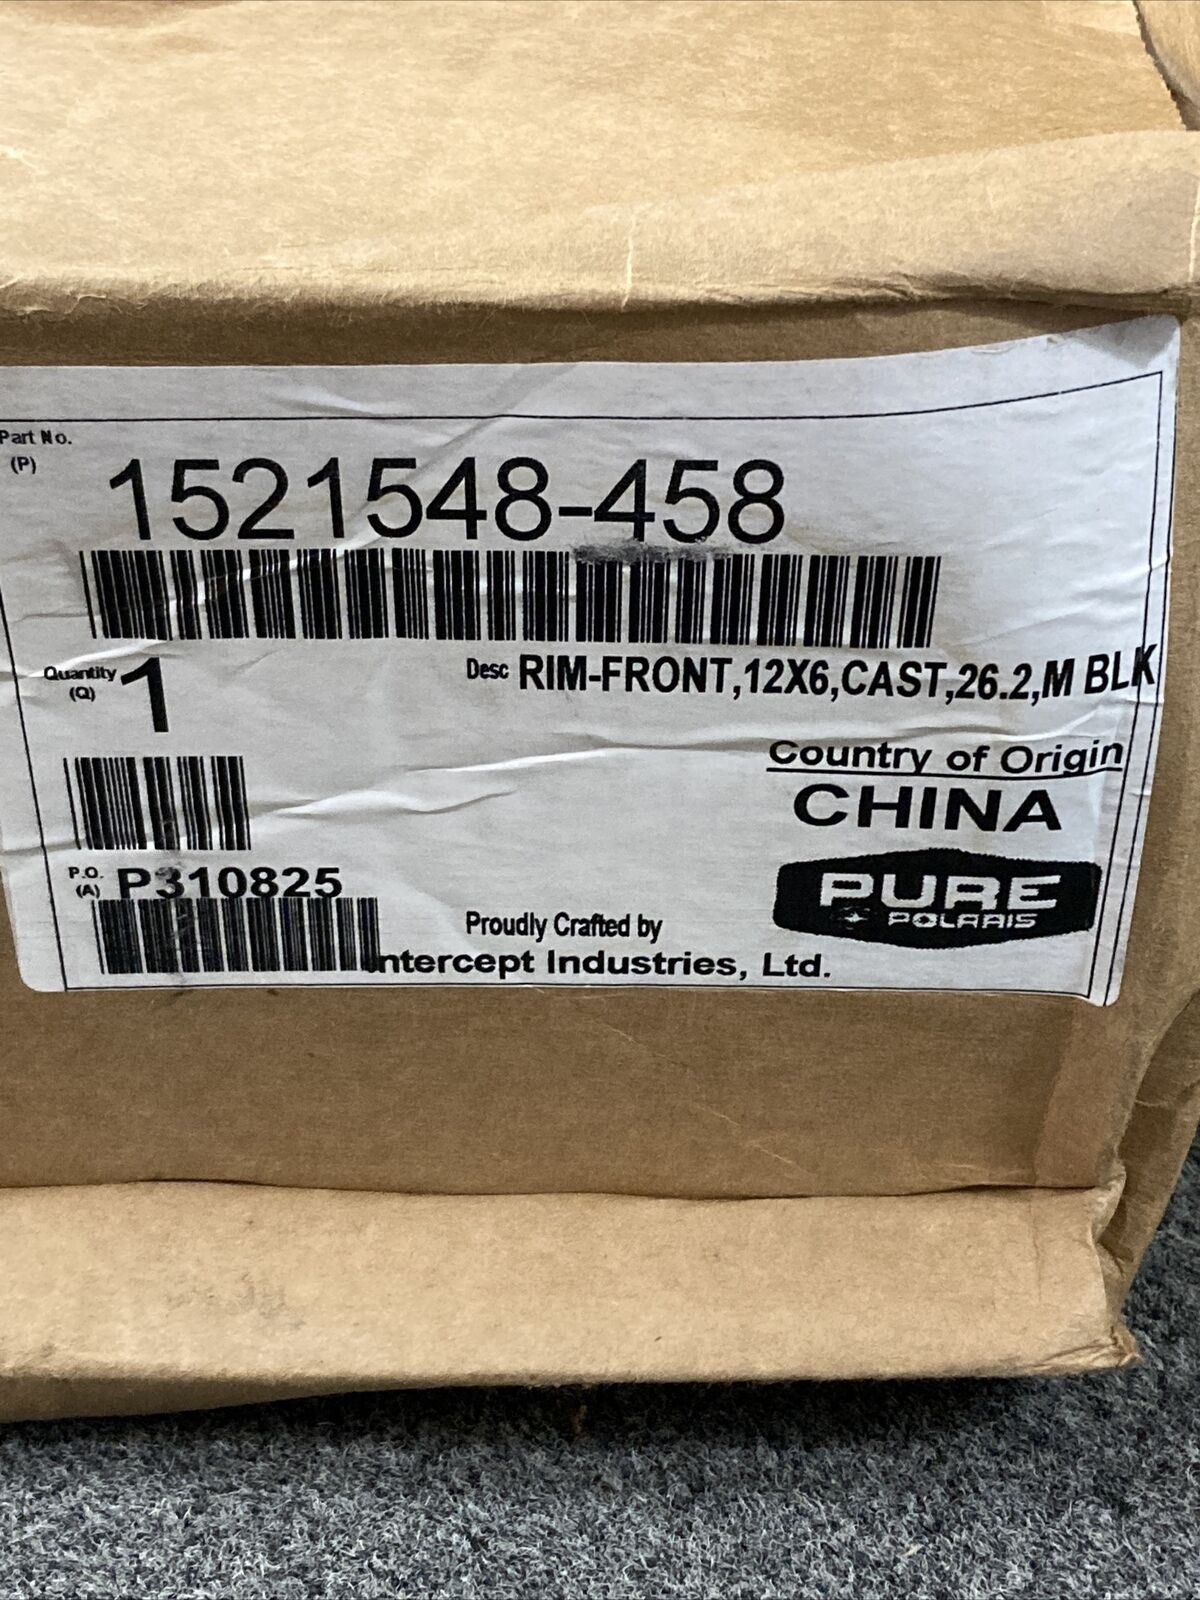 Part No.
(P)
1521548-458
Quantity
(Q)
1
Desc RIM-FRONT,12X6,CAST,26.2,M BLK
Country of Origin
CHINA
P.O.
(A)
P310825
PURE
POLARIS
Proudly Crafted by
Intercept Industries, Ltd.